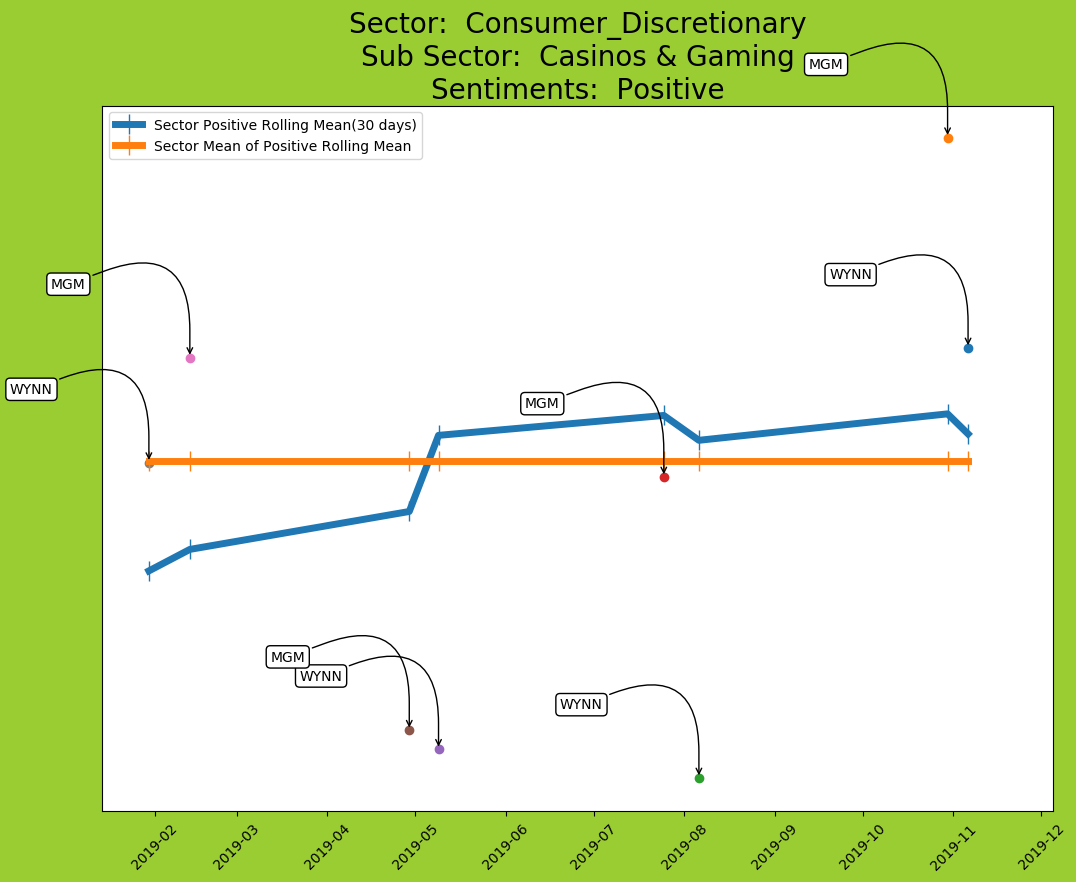 Sector:  Consumer_Discretionary
Sub Sector:  Casinos & Gaming
Sentiments:  Positive
MGM
Sector Positive Rolling Mean(30 days)
Sector Mean of Positive Rolling Mean
WYNN
MGM
WYNN
MGM
MGM
WYNN
WYNN
2019-02
2019-03
2019-04
2019-05
2019-06
2019-07
2019-08
2019-09
2019-10
2019-11
2019-12